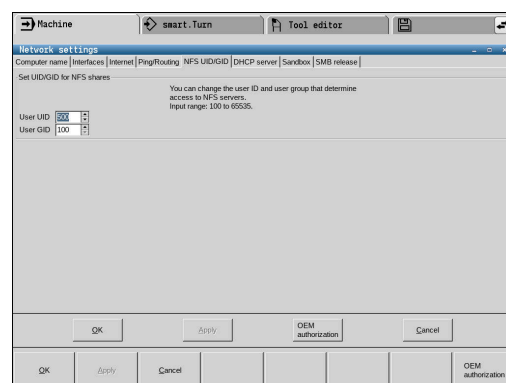 Machine smart.Turn Tool editor
Network settings
Computer name Interfaces Internet Ping/Routing NFS UID/GID DHCP server Sandbox SMB release
Set UID/GID for NFS shares
You can change the user ID and user group that determine
access to NFS servers.
Input range: 100 to 65535.
User UID 500
User GID 100
OK Apply OEM authorization Cancel
OK Apply Cancel OEM authorization